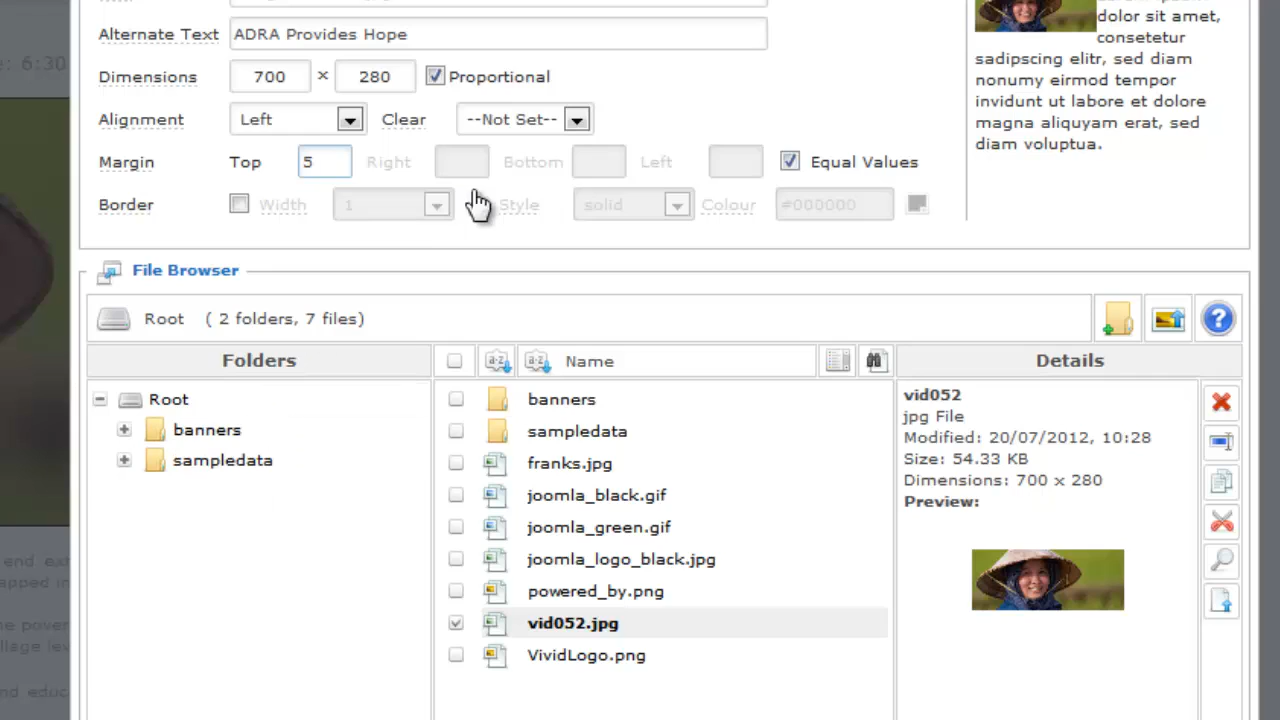 dolor sit amet,
consetetur
sadipscing elitr, sed diam
nonumy eirmod tempor
invidunt ut labore et dolore
magna aliquyam erat, sed
diam voluptua.
Alternate Text ADRA Provides Hope
Dimensions 700 × 280 Proportional
Alignment Left Clear --Not Set--
Margin Top 5 Right Bottom Left Equal Values
Border Width 1 Style solid Colour #000000
: 6:30
File Browser
Root ( 2 folders, 7 files)
Folders
Name
Details
Root
banners
sampledata
banners
sampledata
franks.jpg
joomla_black.gif
joomla_green.gif
joomla_logo_black.jpg
powered_by.png
vid052.jpg
VividLogo.png
vid052
jpg File
Modified: 20/07/2012, 10:28
Size: 54.33 KB
Dimensions: 700 x 280
Preview: